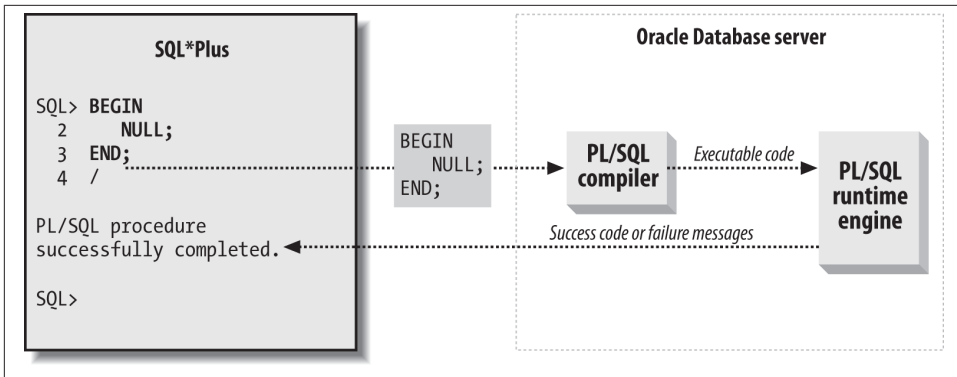 SQL*Plus
SQL> BEGIN
2 NULL;
3 END;
4 /
PL/SQL procedure
successfully completed.
SQL>
BEGIN
NULL;
END;
Oracle Database server
PL/SQL
compiler
Executable code
PL/SQL
runtime
engine
Success code or failure messages